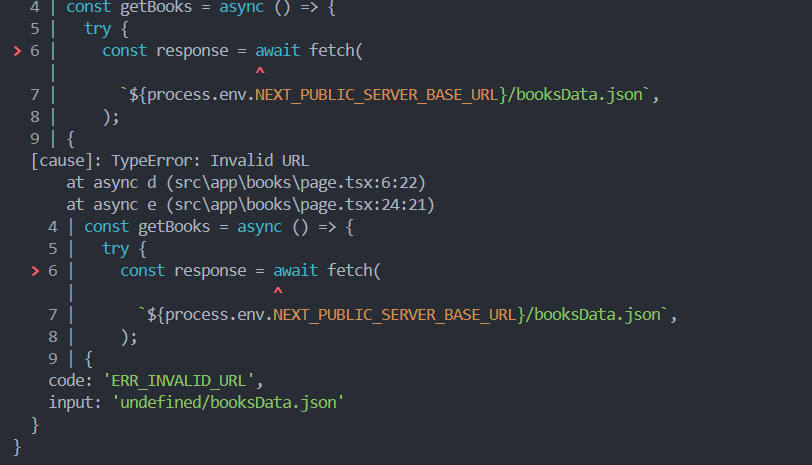 4 | const getBooks = async () => {
5 |   try {
> 6 |     const response = await fetch(
|                      ^
7 |       `${process.env.NEXT_PUBLIC_SERVER_BASE_URL}/booksData.json`,
8 |     );
9 | {
[cause]: TypeError: Invalid URL
at async d (src\app\books\page.tsx:6:22)
at async e (src\app\books\page.tsx:24:21)
4 | const getBooks = async () => {
5 |   try {
> 6 |     const response = await fetch(
|                      ^
7 |       `${process.env.NEXT_PUBLIC_SERVER_BASE_URL}/booksData.json`,
8 |     );
9 | {
code: 'ERR_INVALID_URL',
input: 'undefined/booksData.json'
}
}